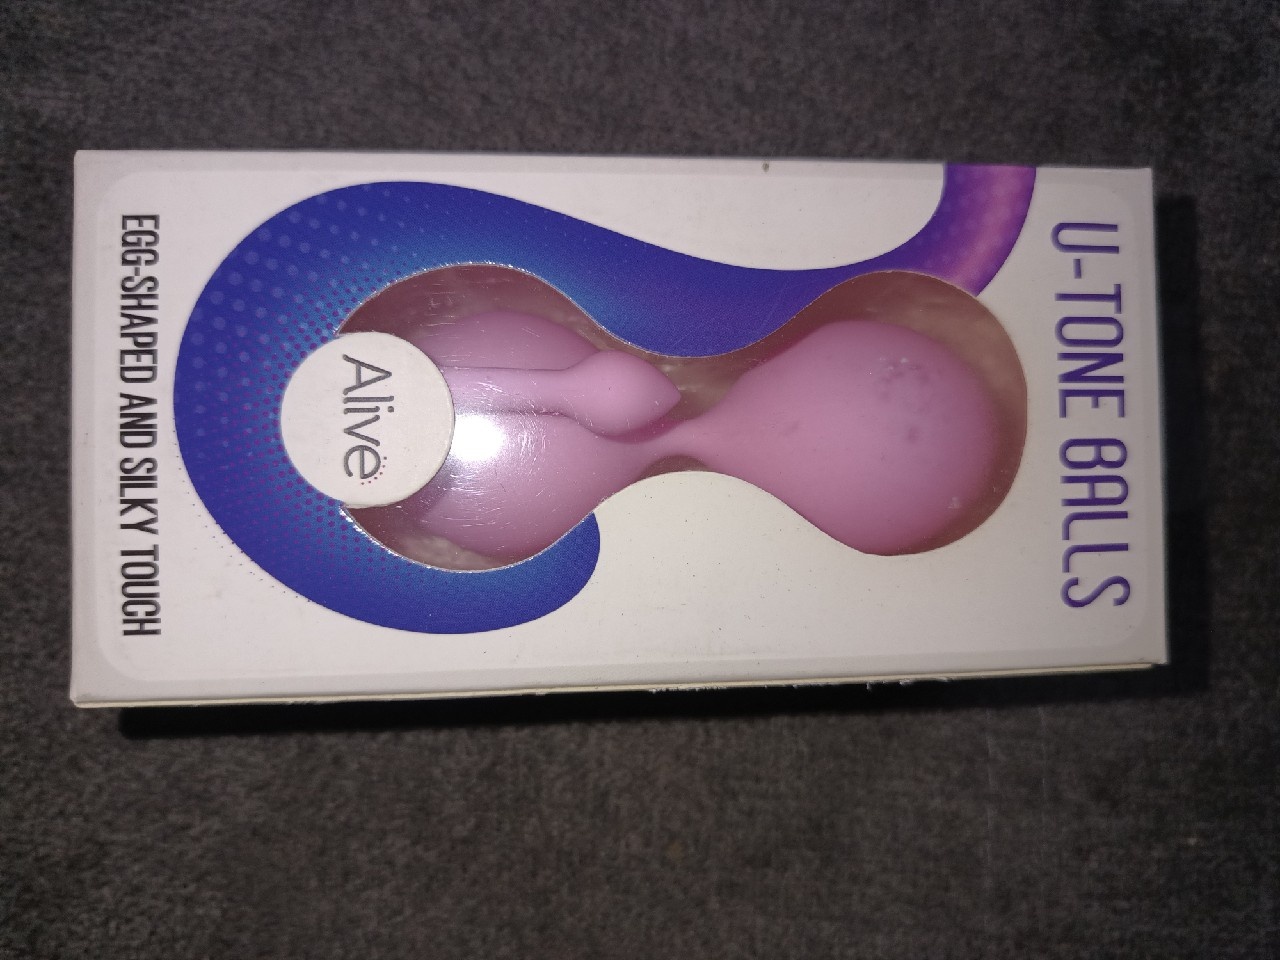 U-TONE BALLS
Alive
EGG-SHAPED AND SILKY TOUCH